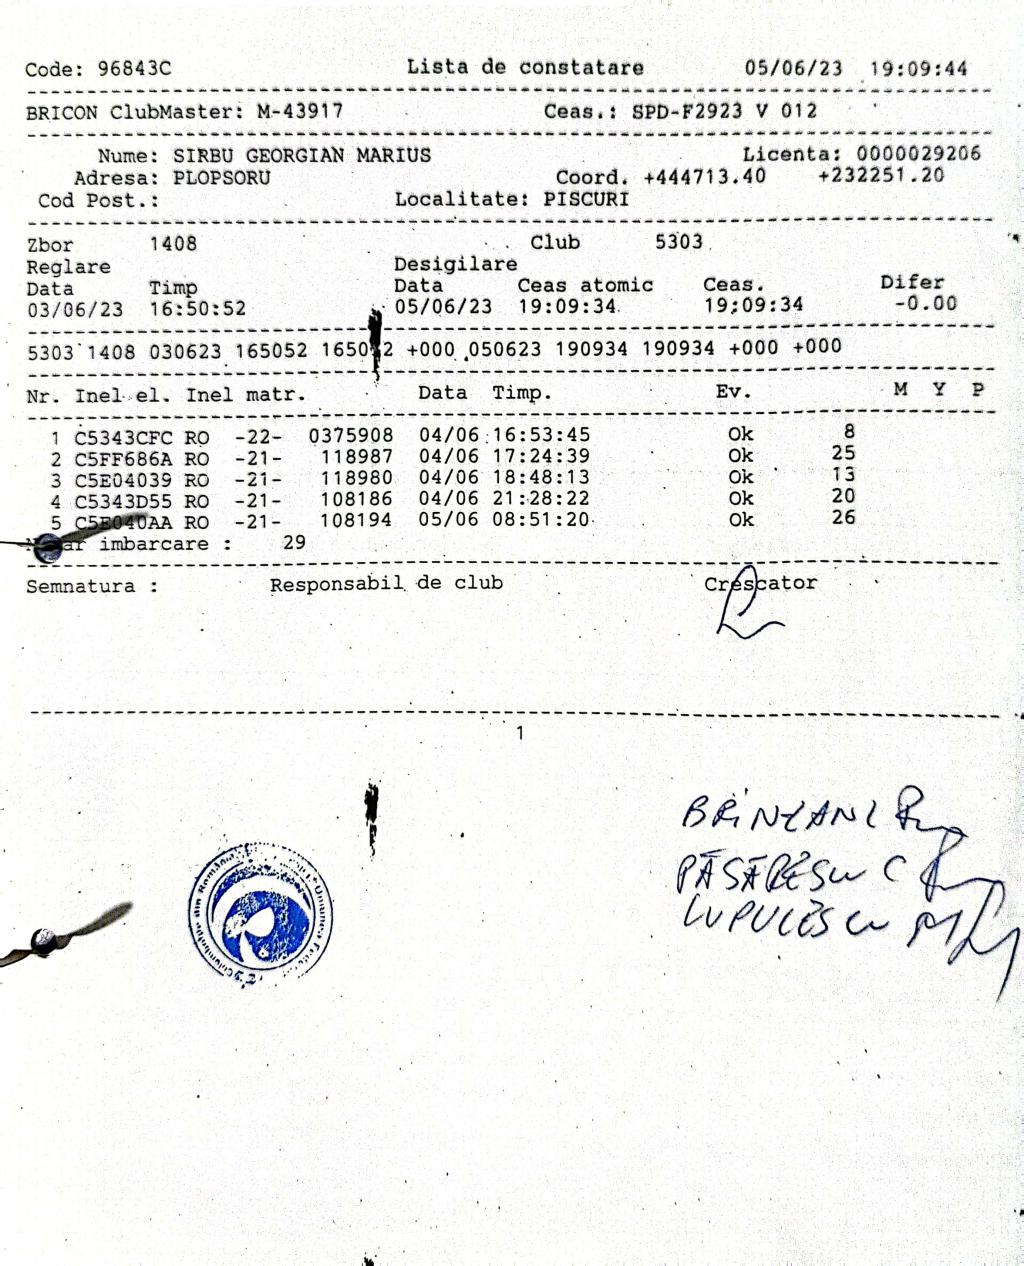 Code: 96843C Lista de constatare 05/06/23 19:09:44
BRICON ClubMaster: M-43917 Ceas.: SPD-F2923 V 012
Nume: SIRBU GEORGIAN MARIUS Licenta: 0000029206
Adresa: PLOPSORU Coord. +444713.40 +232251.20
Cod Post.: Localitate: PISCURI
Zbor 1408 Club 5303
Reglare Desigilare
Data Timp Data Ceas atomic Ceas. Difer
03/06/23 16:50:52 05/06/23 19:09:34 19:09:34 -0.00
5303 1408 030623 165052 165052 +000 050623 190934 190934 +000 +000
Nr. Inel el. Inel matr. Data Timp. Ev. M Y P
1 C5343CFC RO -22- 0375908 04/06 16:53:45 Ok 8
2 C5FF686A RO -21- 118987 04/06 17:24:39 Ok 25
3 C5E04039 RO -21- 118980 04/06 18:48:13 Ok 13
4 C5343D55 RO -21- 108186 04/06 21:28:22 Ok 20
5 C5E040AA RO -21- 108194 05/06 08:51:20 Ok 26
imbarcare : 29
Semnatura : Responsabil de club Crescator
1
PĂSĂRESCU C
LUPULESCU